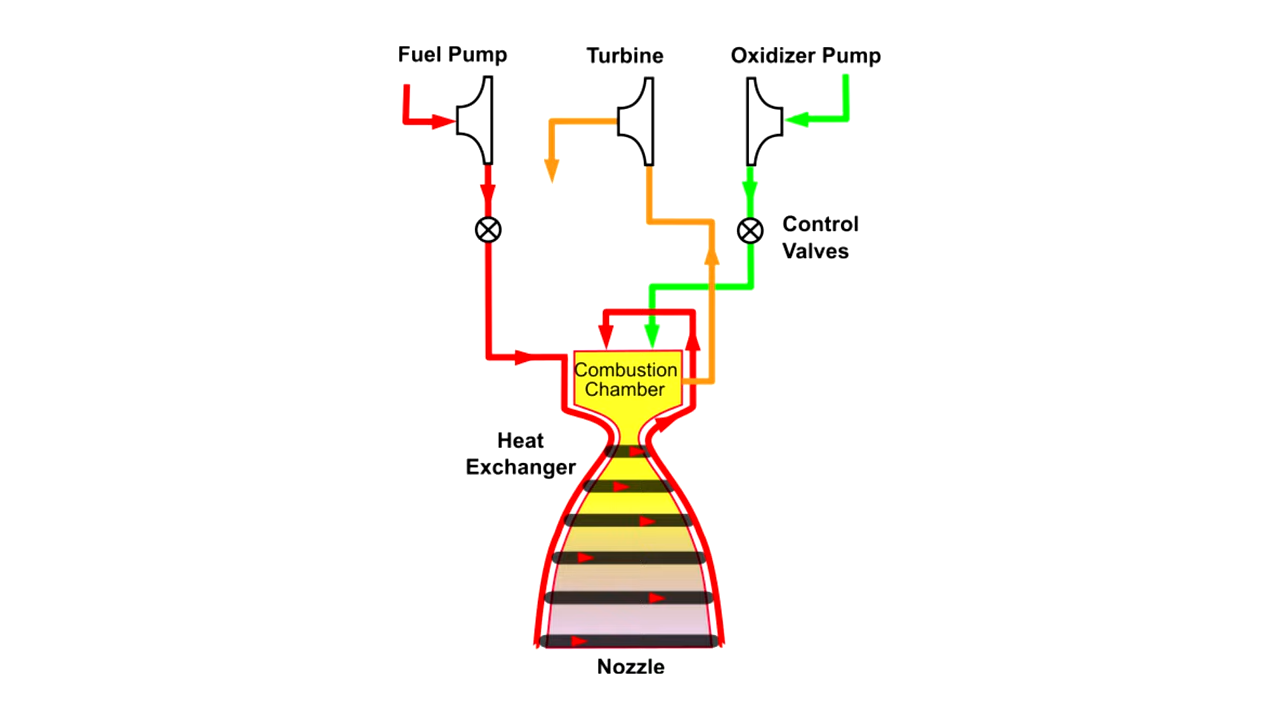 Fuel Pump
Turbine
Oxidizer Pump
Control
Valves
Combustion
Chamber
Heat
Exchanger
Nozzle